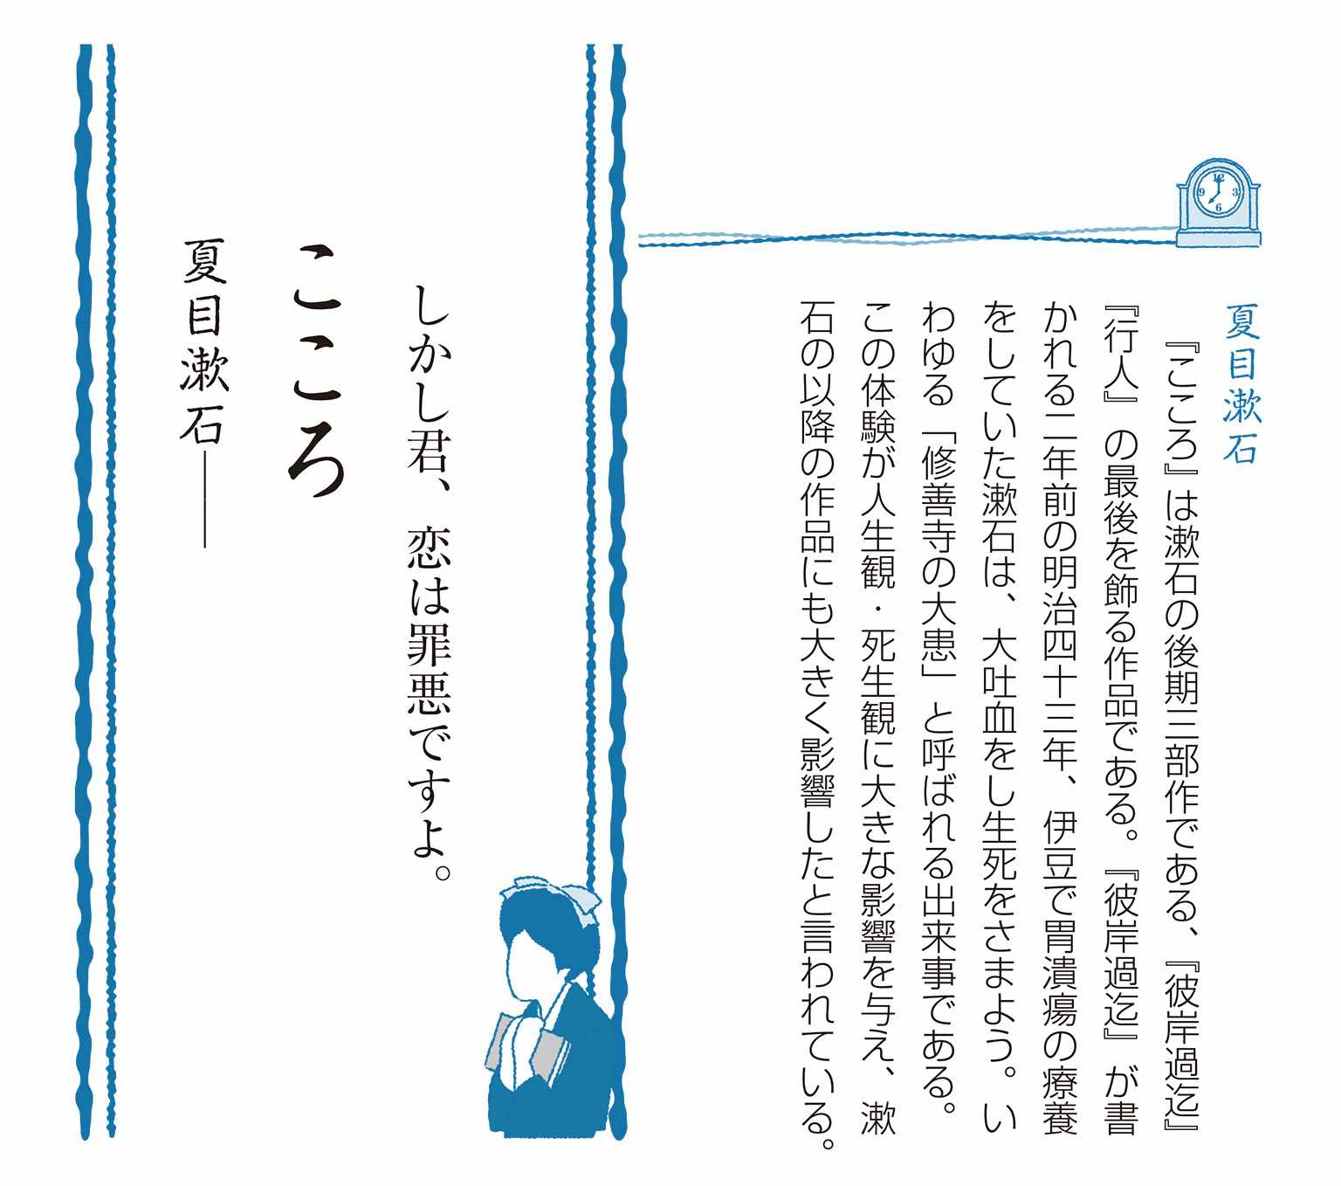 夏目漱石
『こころ』は漱石の後期三部作である、『彼岸過迄』
『行人』の最後を飾る作品である。『彼岸過迄』が書
かれる二年前の明治四十三年、伊豆で胃潰瘍の療養
をしていた漱石は、大吐血をし生死をさまよう。い
わゆる「修善寺の大患」と呼ばれる出来事である。
この体験が人生観・死生観に大きな影響を与え、漱
石の以降の作品にも大きく影響したと言われている。
12
9 3
6
しかし君、恋は罪悪ですよ。
こころ
夏目漱石――